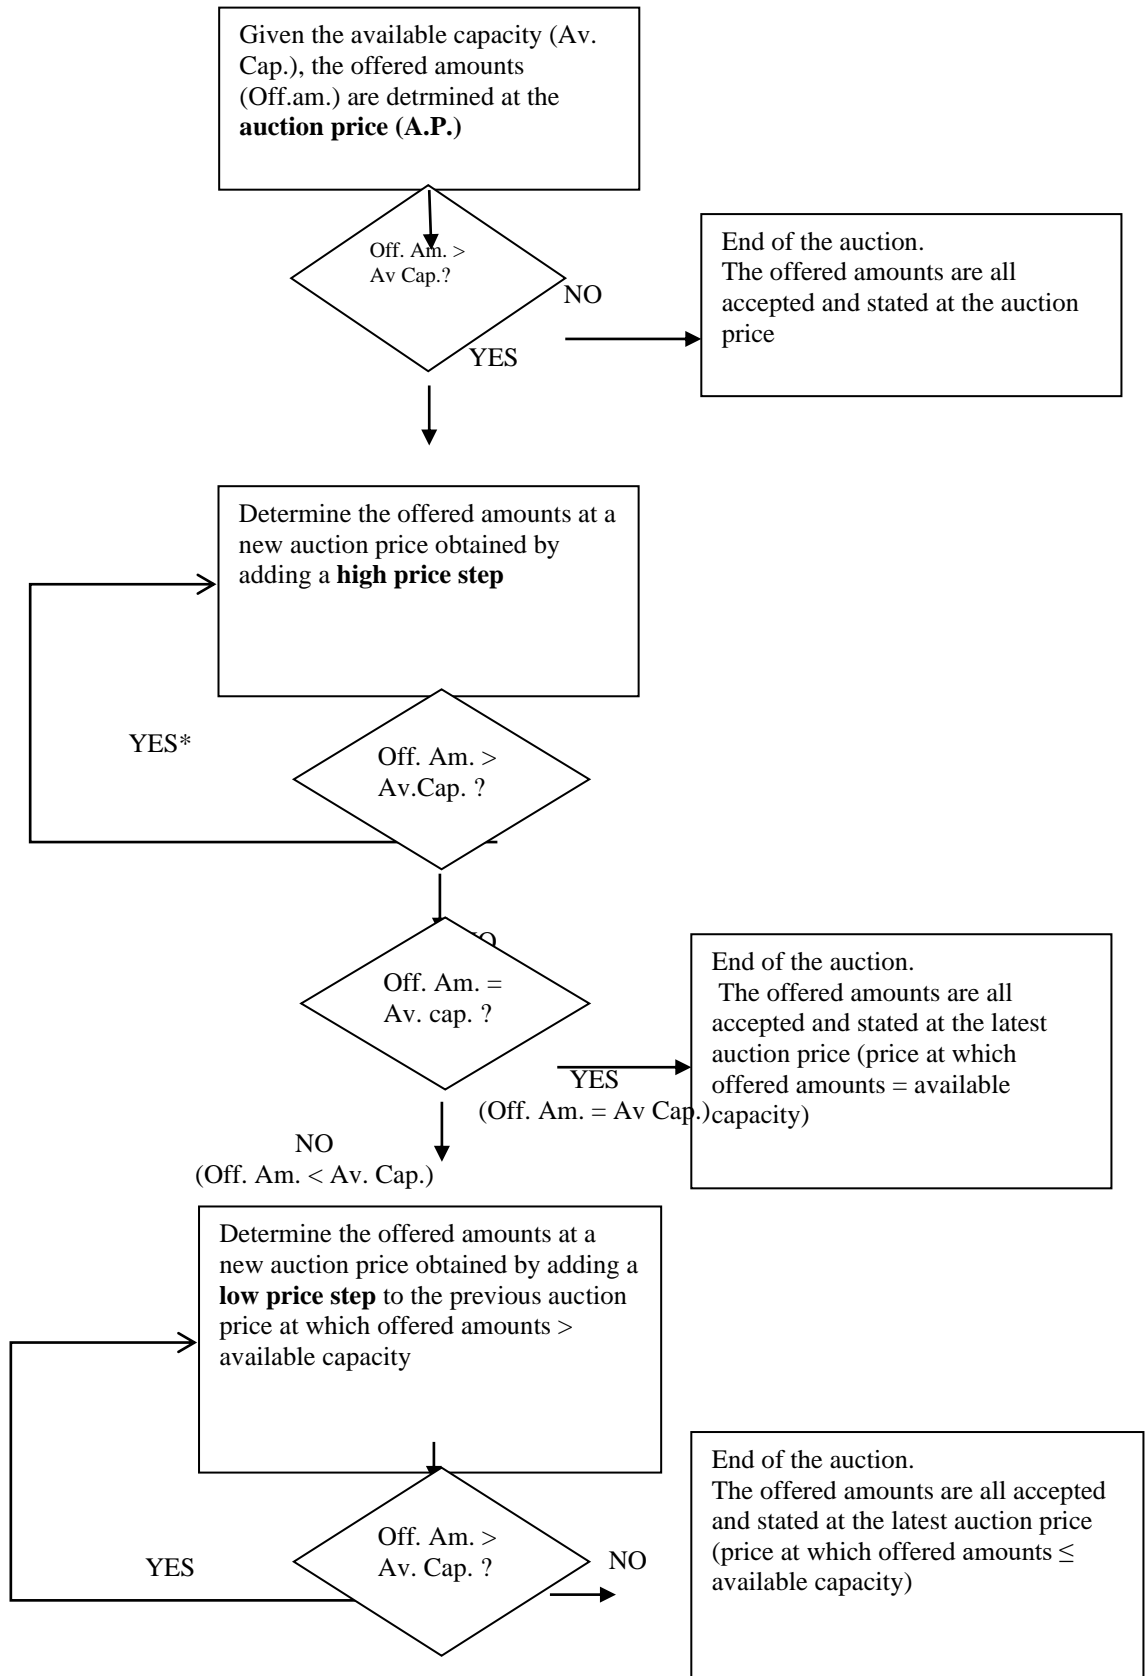 Given the available capacity (Av.
Cap.), the offered amounts
(Off.am.) are detrmined at the
auction price (A.P.)
Off. Am. >
Av Cap.?
NO
YES
End of the auction.
The offered amounts are all
accepted and stated at the auction
price
Determine the offered amounts at a
new auction price obtained by
adding a high price step
YES*
Off. Am. >
Av.Cap. ?
Off. Am. =
Av. cap. ?
YES
(Off. Am. = Av Cap.)
End of the auction.
The offered amounts are all
accepted and stated at the latest
auction price (price at which
offered amounts = available
capacity)
NO
(Off. Am. < Av. Cap.)
Determine the offered amounts at a
new auction price obtained by adding a
low price step to the previous auction
price at which offered amounts >
available capacity
YES
Off. Am. >
Av. Cap. ?
NO
End of the auction.
The offered amounts are all accepted
and stated at the latest auction price
(price at which offered amounts ≤
available capacity)